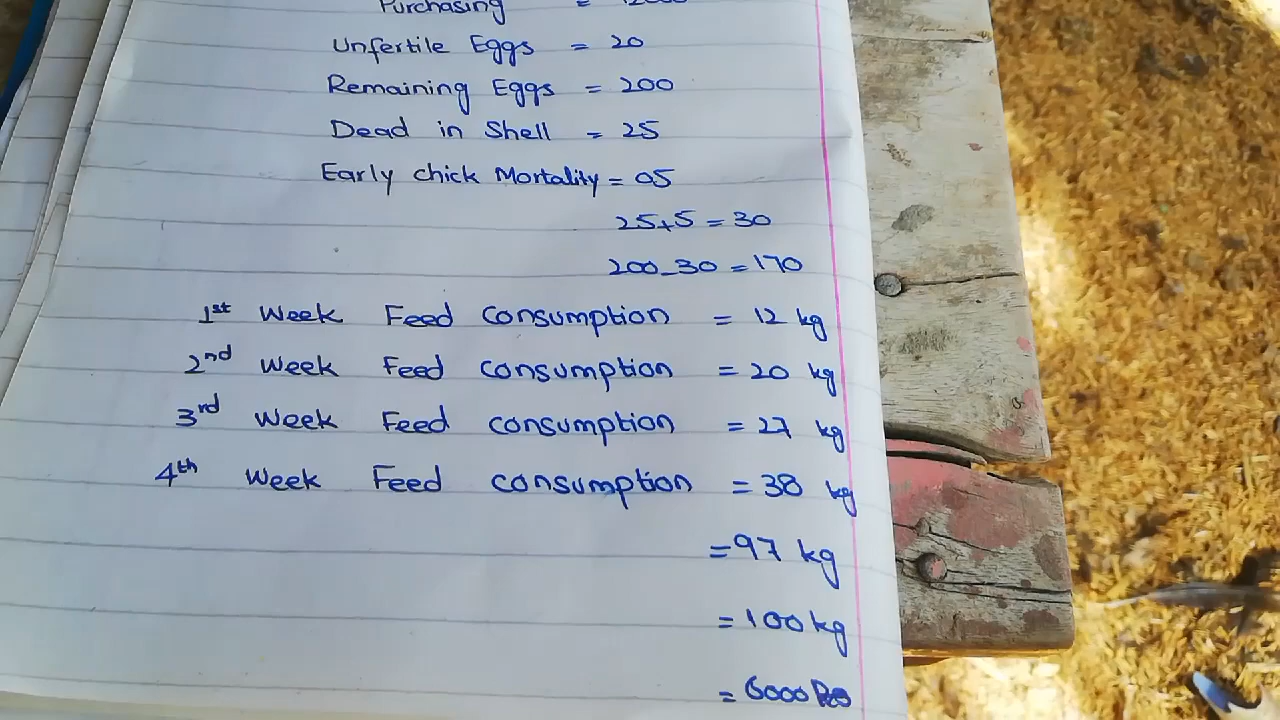 Purchasing =
Unfertile Eggs = 20
Remaining Eggs = 200
Dead in Shell = 25
Early chick Mortality = 05
25+5 = 30
200-30 = 170
1st Week Feed Consumption = 12 kg
2nd Week Feed consumption = 20 kg
3rd Week Feed consumption = 27 kg
4th Week Feed consumption = 38 kg
= 97 kg
= 100 kg
= 6000